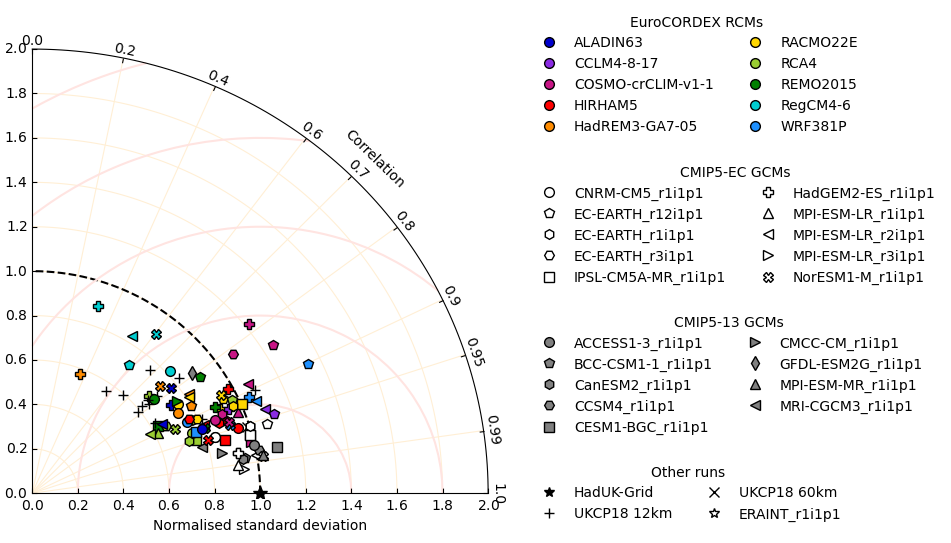 0.0
0.2
0.4
0.6
Correlation
0.7
0.8
0.9
0.95
0.99
1.0
2.0
1.8
1.6
1.4
1.2
1.0
0.8
0.6
0.4
0.2
0.0
0.0 0.2 0.4 0.6 0.8 1.0 1.2 1.4 1.6 1.8 2.0
Normalised standard deviation
EuroCORDEX RCMs
ALADIN63 RACMO22E
CCLM4-8-17 RCA4
COSMO-crCLIM-v1-1 REMO2015
HIRHAM5 RegCM4-6
HadREM3-GA7-05 WRF381P
CMIP5-EC GCMs
CNRM-CM5_r1i1p1 HadGEM2-ES_r1i1p1
EC-EARTH_r12i1p1 MPI-ESM-LR_r1i1p1
EC-EARTH_r1i1p1 MPI-ESM-LR_r2i1p1
EC-EARTH_r3i1p1 MPI-ESM-LR_r3i1p1
IPSL-CM5A-MR_r1i1p1 NorESM1-M_r1i1p1
CMIP5-13 GCMs
ACCESS1-3_r1i1p1 CMCC-CM_r1i1p1
BCC-CSM1-1_r1i1p1 GFDL-ESM2G_r1i1p1
CanESM2_r1i1p1 MPI-ESM-MR_r1i1p1
CCSM4_r1i1p1 MRI-CGCM3_r1i1p1
CESM1-BGC_r1i1p1
Other runs
HadUK-Grid UKCP18 60km
UKCP18 12km ERAINT_r1i1p1